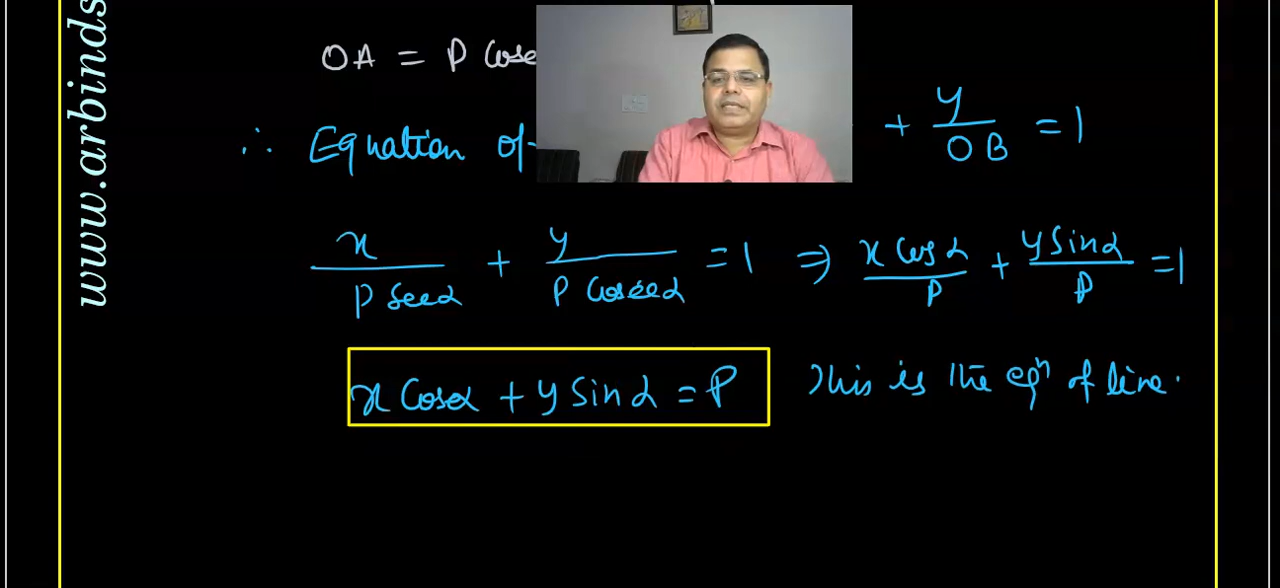 www.arbinds
OA = P Cose
∴ Equation of + y/OB = 1
x/P Secα + y/P Cosecα = 1 ⇒ x Cosα/P + y Sinα/P = 1
x Cosα + y Sinα = P This is the eqⁿ of line.